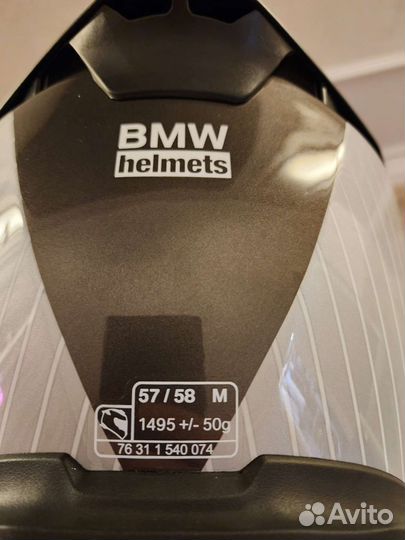 BMW
helmets
57/58 M
1495 +/- 50g
76 31 1 540 074
Avito